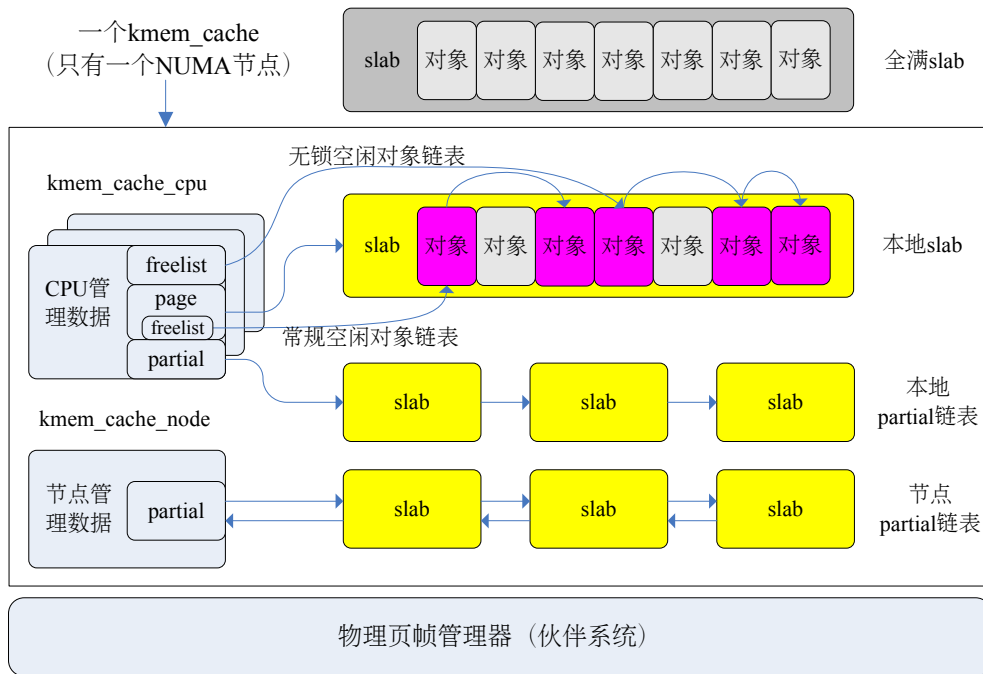 一个kmem_cache
（只有一个NUMA节点）
slab 对象 对象 对象 对象 对象 对象 对象
全满slab
无锁空闲对象链表
kmem_cache_cpu
freelist
CPU管
理数据
page
freelist
partial
slab 对象 对象 对象 对象 对象 对象 对象
本地slab
常规空闲对象链表
slab slab slab
本地
partial链表
kmem_cache_node
节点管
理数据
partial
slab slab slab
节点
partial链表
物理页帧管理器（伙伴系统）